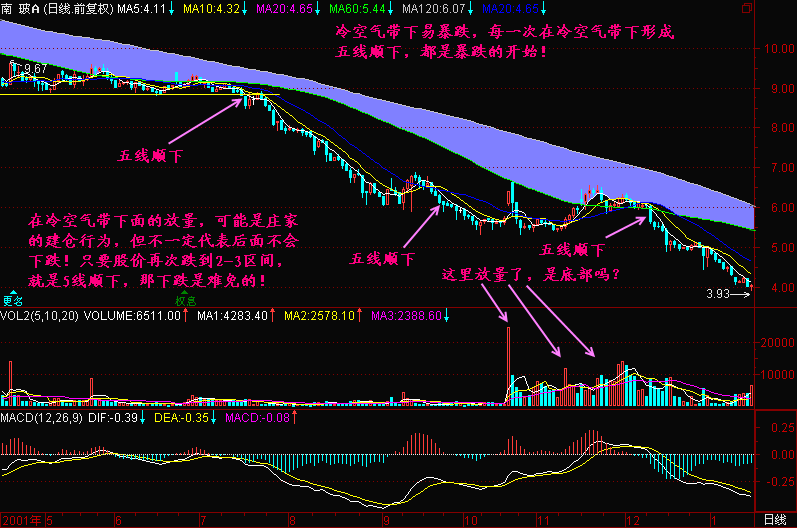 南 玻A (日线.前复权) MA5:4.11↓ MA10:4.32↓ MA20:4.65↓ MA60:5.44↓ MA120:6.07↓ MA20:4.65↓
冷空气带下易暴跌，每一次在冷空气带下形成
五线顺下，都是暴跌的开始！
10.00
9.67
9.00
8.00
五线顺下
7.00
在冷空气带下面的放量，可能是庄家
的建仓行为，但不一定代表后面不会
下跌！只要股价再次跌到2-3区间，
就是5线顺下，那下跌是难免的！
6.00
五线顺下
五线顺下
5.00
这里放量了，是底部吗？
4.00
3.93
更名
权息
VOL2(5,10,20) VOLUME:6511.00↑ MA1:4283.40↑ MA2:2578.10↑ MA3:2388.60↓
20000
10000
MACD(12,26,9) DIF:-0.39↓ DEA:-0.35↓ MACD:-0.08↑
0.25
0.00
-0.25
2001年 5 6 7 8 9 10 11 12 1 日线